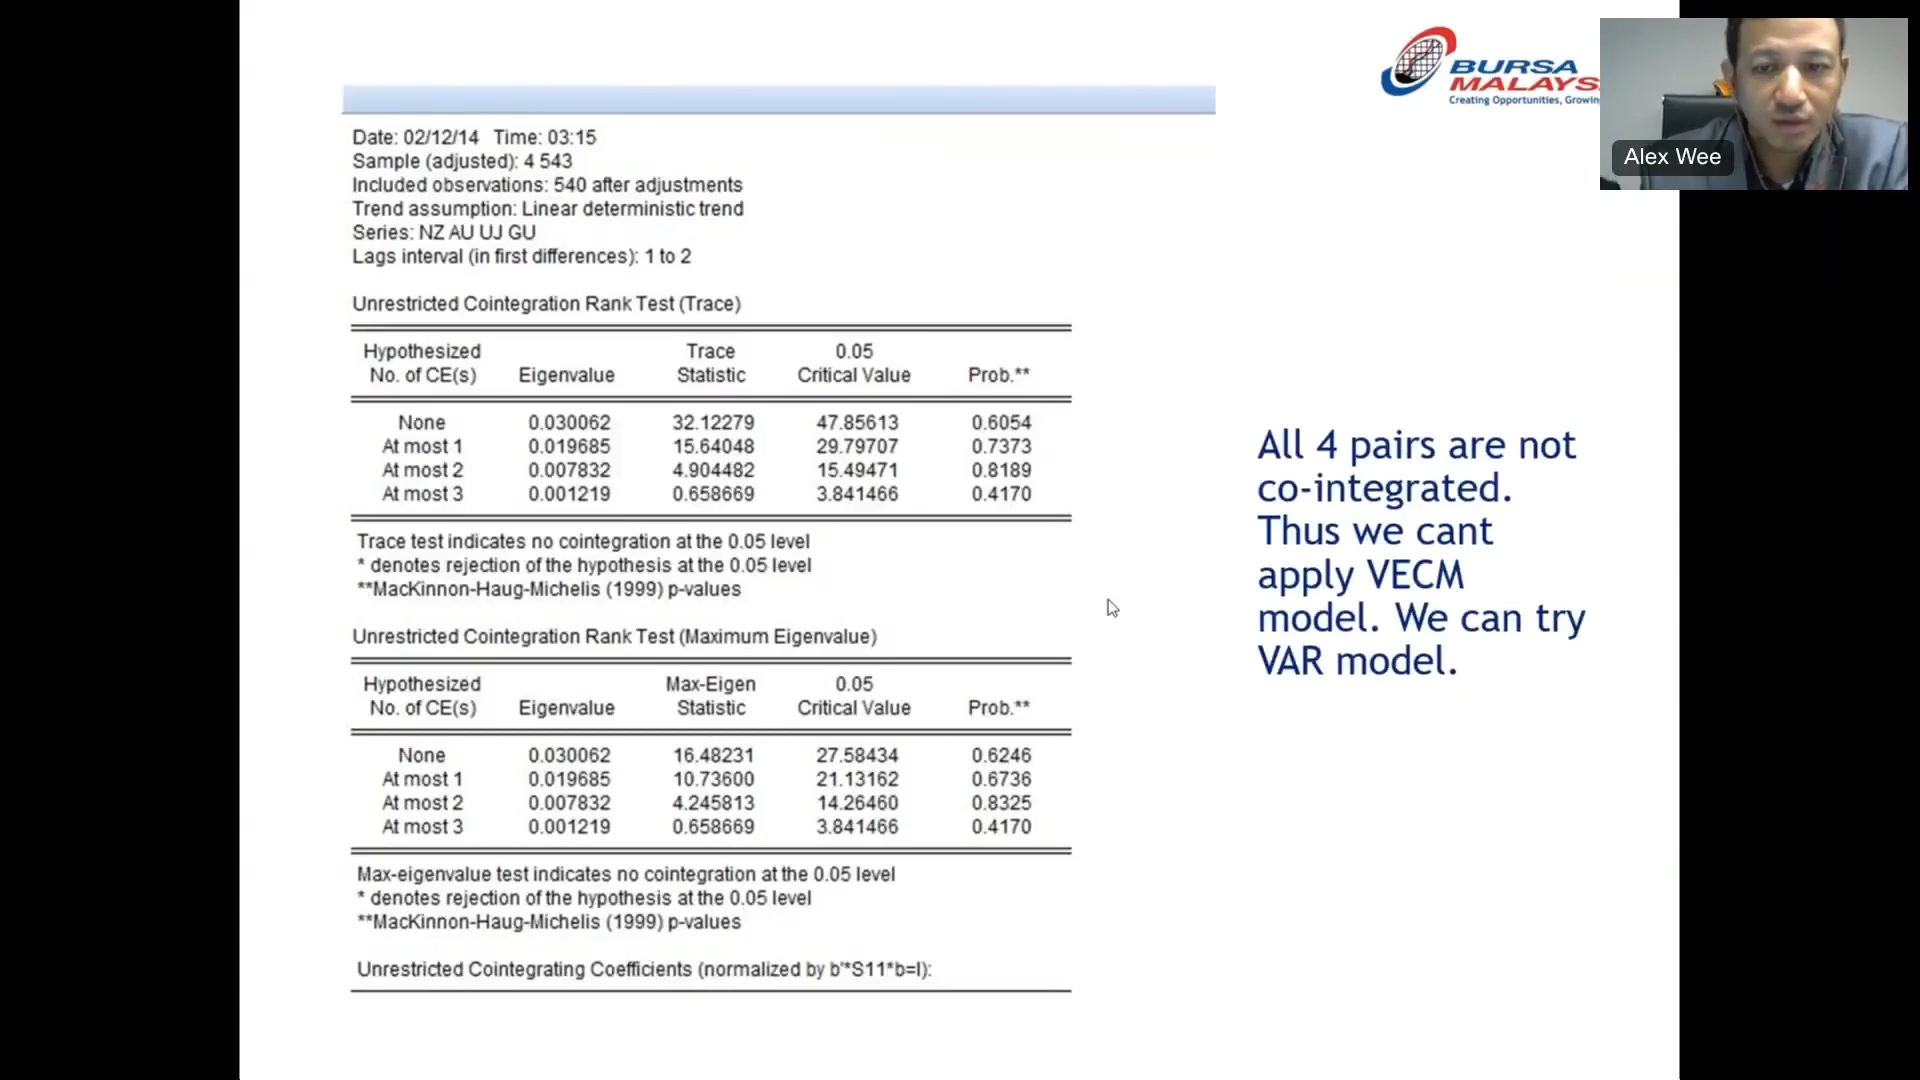 BURSA
MALAYS
Creating Opportunities, Growin
Alex Wee
Date: 02/12/14 Time: 03:15
Sample (adjusted): 4 543
Included observations: 540 after adjustments
Trend assumption: Linear deterministic trend
Series: NZ AU UJ GU
Lags interval (in first differences): 1 to 2
Unrestricted Cointegration Rank Test (Trace)
Hypothesized Trace 0.05
No. of CE(s) Eigenvalue Statistic Critical Value Prob.**
None 0.030062 32.12279 47.85613 0.6054
At most 1 0.019685 15.64048 29.79707 0.7373
At most 2 0.007832 4.904482 15.49471 0.8189
At most 3 0.001219 0.658669 3.841466 0.4170
Trace test indicates no cointegration at the 0.05 level
* denotes rejection of the hypothesis at the 0.05 level
**MacKinnon-Haug-Michelis (1999) p-values
Unrestricted Cointegration Rank Test (Maximum Eigenvalue)
Hypothesized Max-Eigen 0.05
No. of CE(s) Eigenvalue Statistic Critical Value Prob.**
None 0.030062 16.48231 27.58434 0.6246
At most 1 0.019685 10.73600 21.13162 0.6736
At most 2 0.007832 4.245813 14.26460 0.8325
At most 3 0.001219 0.658669 3.841466 0.4170
Max-eigenvalue test indicates no cointegration at the 0.05 level
* denotes rejection of the hypothesis at the 0.05 level
**MacKinnon-Haug-Michelis (1999) p-values
Unrestricted Cointegrating Coefficients (normalized by b'*S11*b=I):
All 4 pairs are not
co-integrated.
Thus we cant
apply VECM
model. We can try
VAR model.